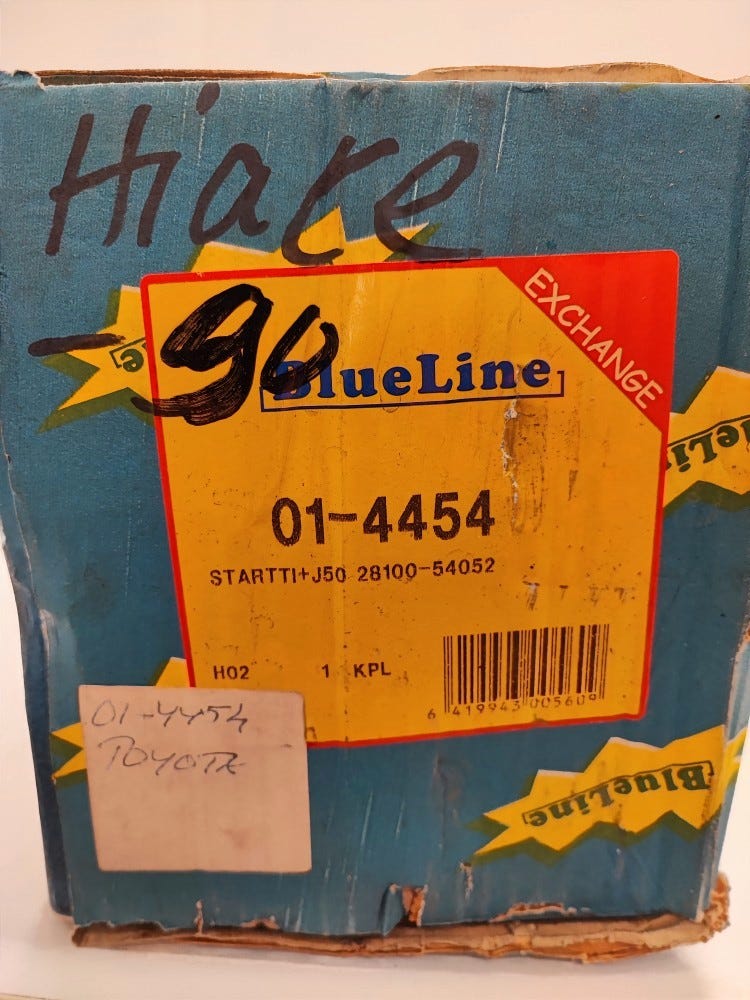 Hiace
-90
BlueLine
EXCHANGE
01-4454
STARTTI+J50 28100-54052
H02 1 KPL
6 419943 005609
01-4454
TOYOTA
BlueLine